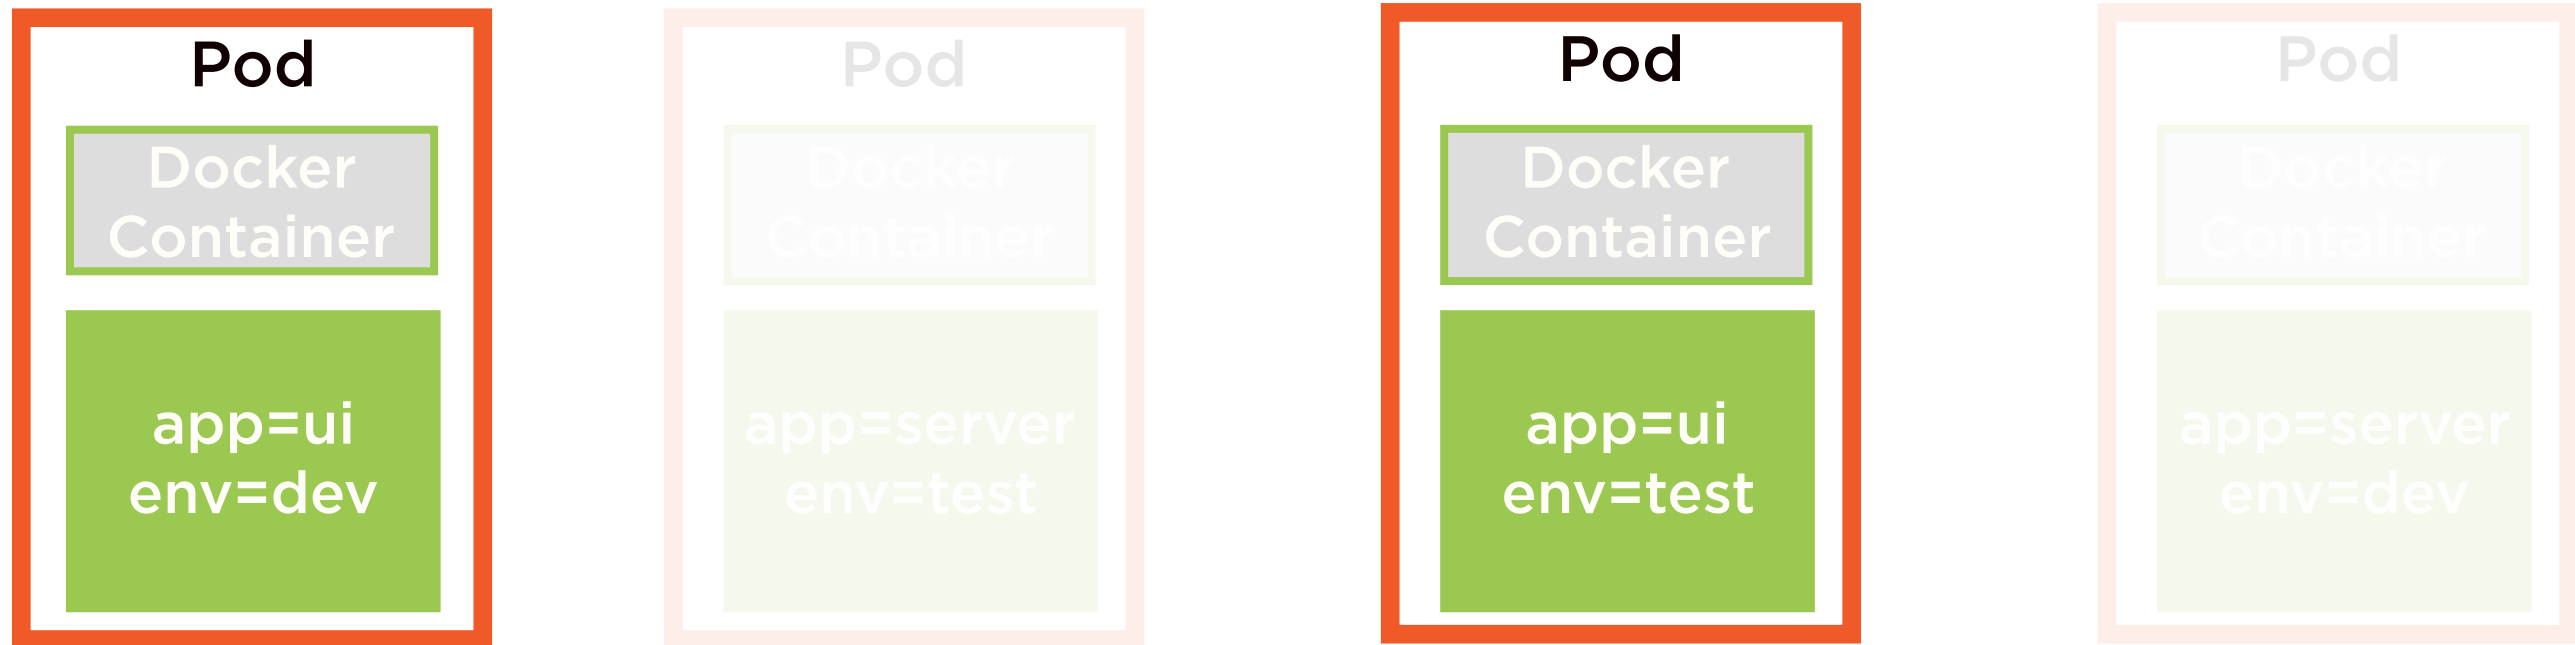 Pod
Docker
Container
app=ui
env=dev
Pod
Docker
Container
app=server
env=test
Pod
Docker
Container
app=ui
env=test
Pod
Docker
Container
app=server
env=dev